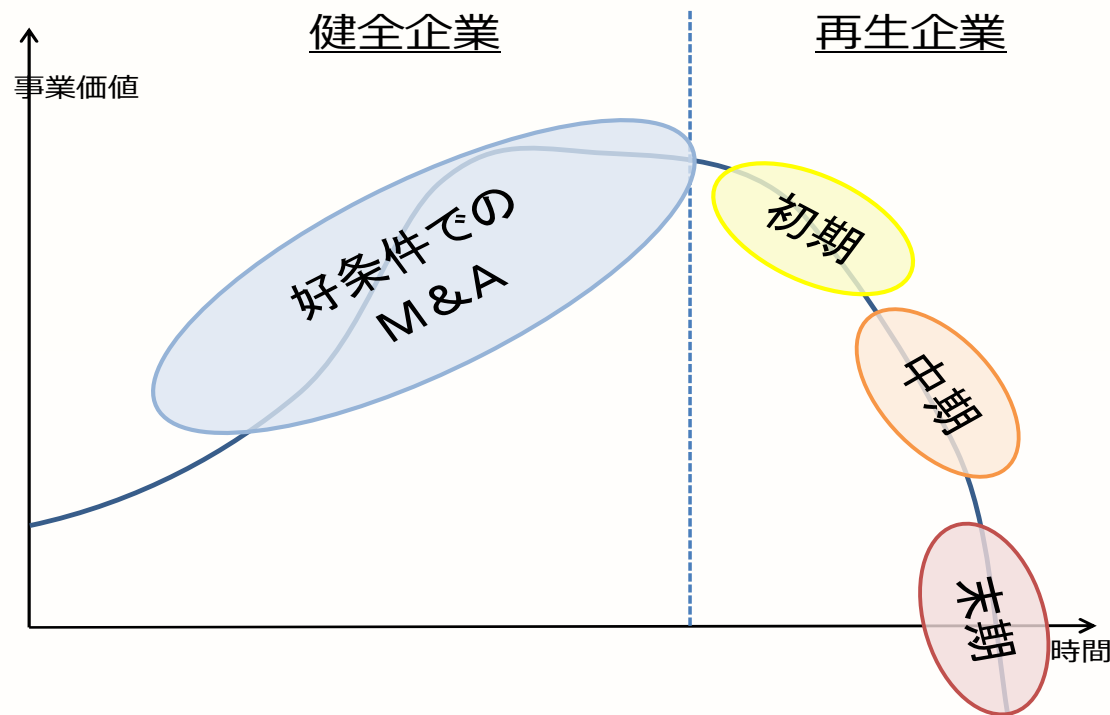 健全企業
再生企業
事業価値
好条件での
M&A
初期
中期
末期
時間